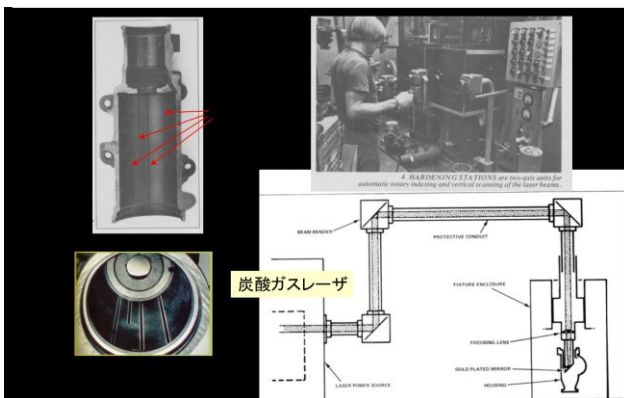 4. HARDENING STATIONS are two-axis units for
automatic rotary indexing and vertical scanning of the laser beams.
BEAM BENDER
PROTECTIVE CONDUIT
炭酸ガスレーザ
FIXTURE ENCLOSURE
FOCUSING LENS
GOLD PLATED MIRROR
HOUSING
LASER POWER SOURCE